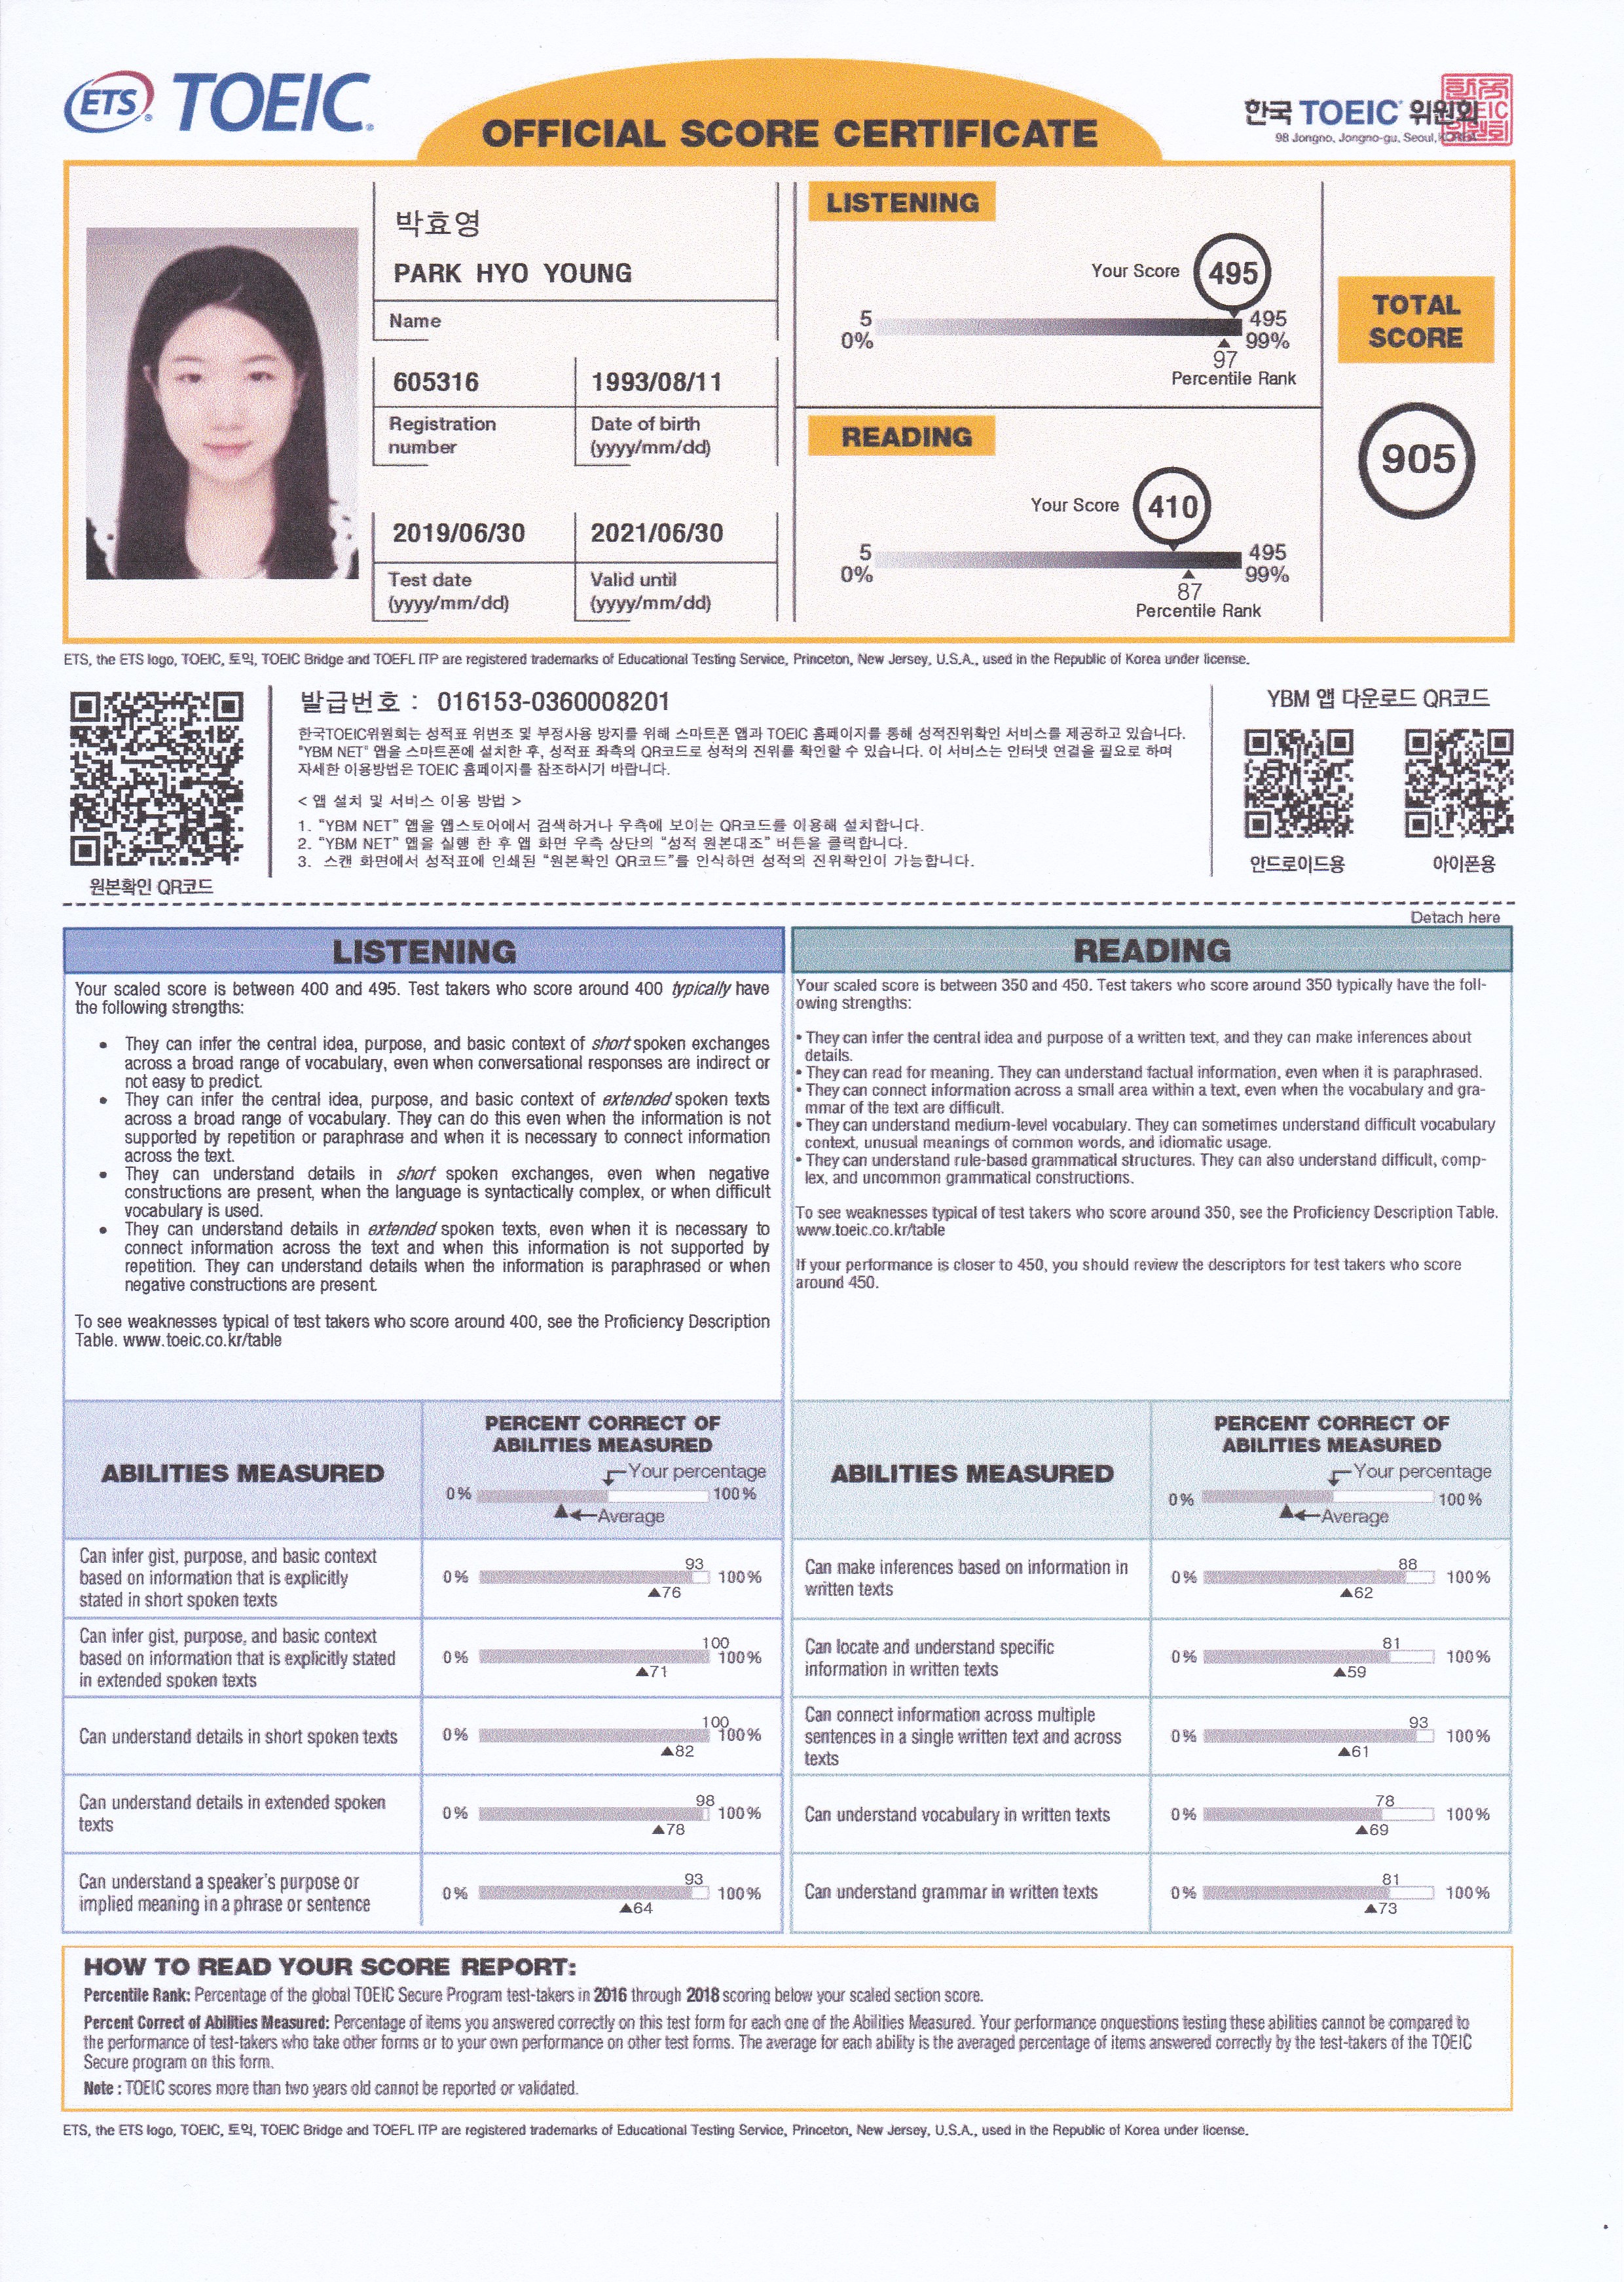 ETS TOEIC
OFFICIAL SCORE CERTIFICATE
한국 TOEIC 위원회
98 Jongno, Jongno-gu, Seoul, KOREA
박효영
PARK HYO YOUNG
Name
605316
1993/08/11
Registration
number
Date of birth
(yyyy/mm/dd)
2019/06/30
2021/06/30
Test date
(yyyy/mm/dd)
Valid until
(yyyy/mm/dd)
LISTENING
Your Score 495
5 495
0% 99%
97
Percentile Rank
READING
Your Score 410
5 495
0% 99%
87
Percentile Rank
TOTAL
SCORE
905
ETS, the ETS logo, TOEIC, 토익, TOEIC Bridge and TOEFL ITP are registered trademarks of Educational Testing Service, Princeton, New Jersey, U.S.A., used in the Republic of Korea under license.
원본확인 QR코드
발급번호 : 016153-0360008201
한국TOEIC위원회는 성적표 위변조 및 부정사용 방지를 위해 스마트폰 앱과 TOEIC 홈페이지를 통해 성적진위확인 서비스를 제공하고 있습니다.
"YBM NET" 앱을 스마트폰에 설치한 후, 성적표 좌측의 QR코드로 성적의 진위를 확인할 수 있습니다. 이 서비스는 인터넷 연결을 필요로 하며
자세한 이용방법은 TOEIC 홈페이지를 참조하시기 바랍니다.
< 앱 설치 및 서비스 이용 방법 >
1. "YBM NET" 앱을 앱스토어에서 검색하거나 우측에 보이는 QR코드를 이용해 설치합니다.
2. "YBM NET" 앱을 실행 한 후 앱 화면 우측 상단의 "성적 원본대조" 버튼을 클릭합니다.
3. 스캔 화면에서 성적표에 인쇄된 "원본확인 QR코드"를 인식하면 성적의 진위확인이 가능합니다.
YBM 앱 다운로드 QR코드
안드로이드용
아이폰용
Detach here
LISTENING
Your scaled score is between 400 and 495. Test takers who score around 400 typically have
the following strengths:
• They can infer the central idea, purpose, and basic context of short spoken exchanges
across a broad range of vocabulary, even when conversational responses are indirect or
not easy to predict.
• They can infer the central idea, purpose, and basic context of extended spoken texts
across a broad range of vocabulary. They can do this even when the information is not
supported by repetition or paraphrase and when it is necessary to connect information
across the text.
• They can understand details in short spoken exchanges, even when negative
constructions are present, when the language is syntactically complex, or when difficult
vocabulary is used.
• They can understand details in extended spoken texts, even when it is necessary to
connect information across the text and when this information is not supported by
repetition. They can understand details when the information is paraphrased or when
negative constructions are present.
To see weaknesses typical of test takers who score around 400, see the Proficiency Description
Table. www.toeic.co.kr/table
READING
Your scaled score is between 350 and 450. Test takers who score around 350 typically have the foll-
owing strengths:
• They can infer the central idea and purpose of a written text, and they can make inferences about
details.
• They can read for meaning. They can understand factual information, even when it is paraphrased.
• They can connect information across a small area within a text, even when the vocabulary and gra-
mmar of the text are difficult.
• They can understand medium-level vocabulary. They can sometimes understand difficult vocabulary
context, unusual meanings of common words, and idiomatic usage.
• They can understand rule-based grammatical structures. They can also understand difficult, comp-
lex, and uncommon grammatical constructions.
To see weaknesses typical of test takers who score around 350, see the Proficiency Description Table.
www.toeic.co.kr/table
If your performance is closer to 450, you should review the descriptors for test takers who score
around 450.
ABILITIES MEASURED
PERCENT CORRECT OF
ABILITIES MEASURED
Your percentage
0% 100%
Average
Can infer gist, purpose, and basic context
based on information that is explicitly
stated in short spoken texts
93
0% 100%
▲76
Can infer gist, purpose, and basic context
based on information that is explicitly stated
in extended spoken texts
100
0% 100%
▲71
Can understand details in short spoken texts
100
0% 100%
▲82
Can understand details in extended spoken
texts
98
0% 100%
▲78
Can understand a speaker's purpose or
implied meaning in a phrase or sentence
93
0% 100%
▲64
ABILITIES MEASURED
PERCENT CORRECT OF
ABILITIES MEASURED
Your percentage
0% 100%
Average
Can make inferences based on information in
written texts
88
0% 100%
▲62
Can locate and understand specific
information in written texts
81
0% 100%
▲59
Can connect information across multiple
sentences in a single written text and across
texts
93
0% 100%
▲61
Can understand vocabulary in written texts
78
0% 100%
▲69
Can understand grammar in written texts
81
0% 100%
▲73
HOW TO READ YOUR SCORE REPORT:
Percentile Rank: Percentage of the global TOEIC Secure Program test-takers in 2016 through 2018 scoring below your scaled section score.
Percent Correct of Abilities Measured: Percentage of items you answered correctly on this test form for each one of the Abilities Measured. Your performance onquestions testing these abilities cannot be compared to
the performance of test-takers who take other forms or to your own performance on other test forms. The average for each ability is the averaged percentage of items answered correctly by the test-takers of the TOEIC
Secure program on this form.
Note : TOEIC scores more than two years old cannot be reported or validated.
ETS, the ETS logo, TOEIC, 토익, TOEIC Bridge and TOEFL ITP are registered trademarks of Educational Testing Service, Princeton, New Jersey, U.S.A., used in the Republic of Korea under license.